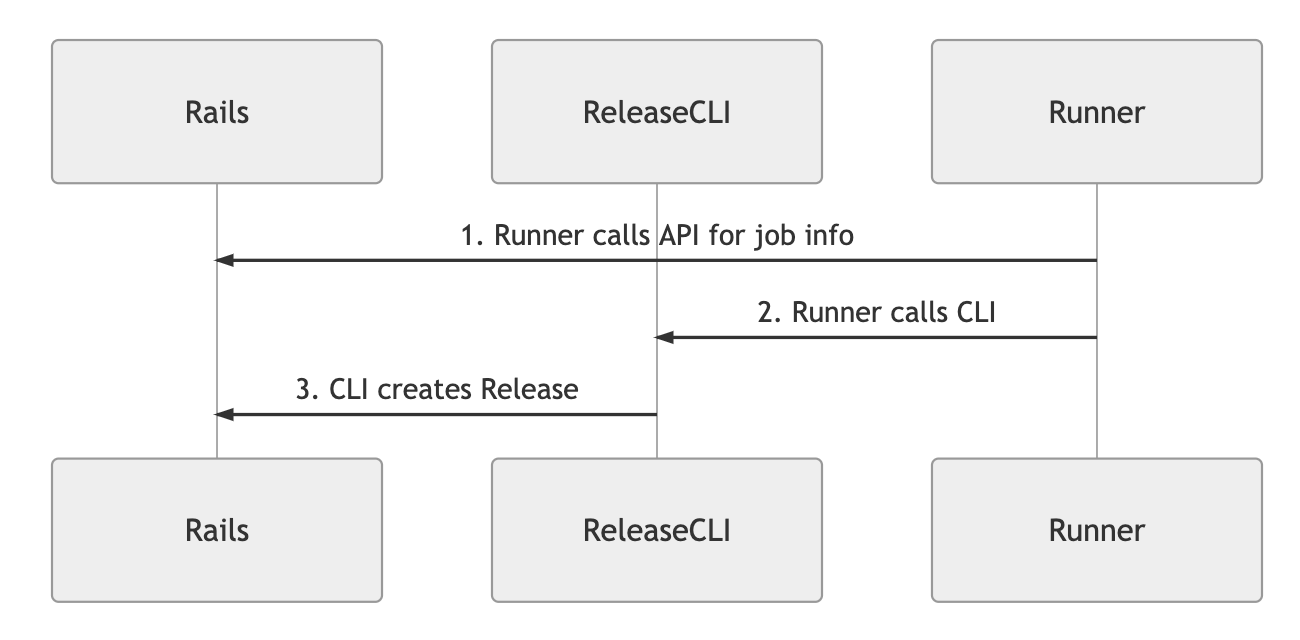 Rails
ReleaseCLI
Runner
1. Runner calls API for job info
2. Runner calls CLI
3. CLI creates Release
Rails
ReleaseCLI
Runner